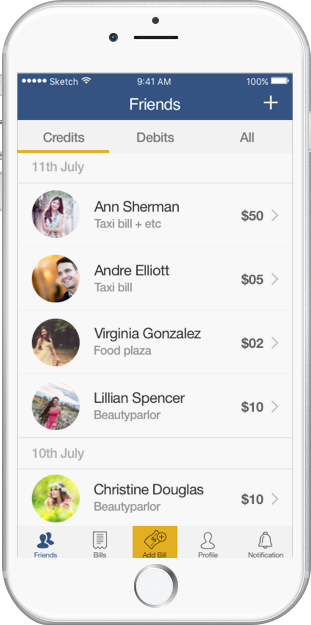 Sketch 9:41 AM 100%
Friends +
Credits Debits All
11th July
Ann Sherman
Taxi bill + etc
$50
Andre Elliott
Taxi bill
$05
Virginia Gonzalez
Food plaza
$02
Lillian Spencer
Beautyparlor
$10
10th July
Christine Douglas
Beautyparlor
$10
Friends Bills Add Bill Profile Notification